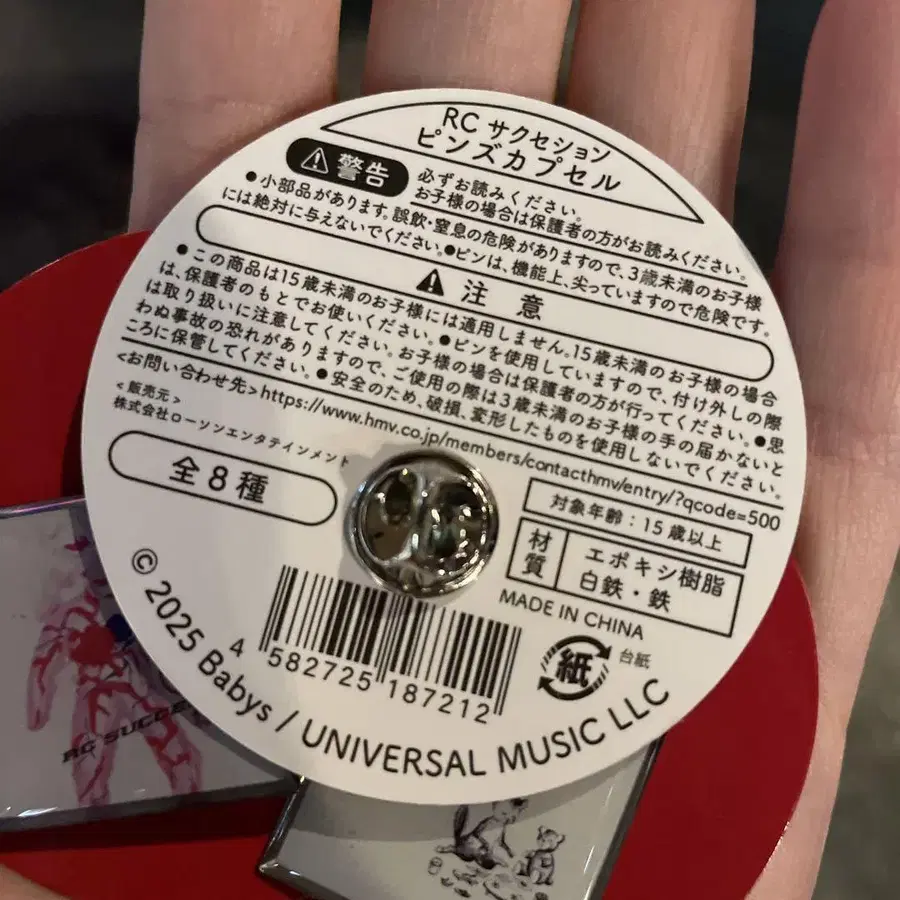 RC サクセション
ピンズカプセル
⚠警告
必ずお読みください。
お子様の場合は保護者の方がお読みください。
●小部品があります。誤飲・窒息の危険がありますので、3歳未満のお子様
には絶対に与えないでください。●ピンは、機能上、尖っていますので危険です。
⚠注意
●この商品は15歳未満のお子様には適用しません。15歳未満のお子様の場合
は、保護者のもとでお使いください。●ピンを使用していますので、付け外しの際
は取り扱いに注意してください。お子様の場合は保護者の方が行ってください。●思
わぬ事故の恐れがありますので、ご使用の際は3歳未満のお子様の手の届かないと
ころに保管してください。●安全のため、破損、変形したものを使用しないでください。
<お問い合わせ先>https://www.hmv.co.jp/members/contacthmv/entry/?qcode=500
<販売元>
株式会社ローソンエンタテインメント
全8種
対象年齢：15歳以上
材質
エポキシ樹脂
白鉄・鉄
MADE IN CHINA
紙
台紙
4 582725 187212
© 2025 Babys / UNIVERSAL MUSIC LLC